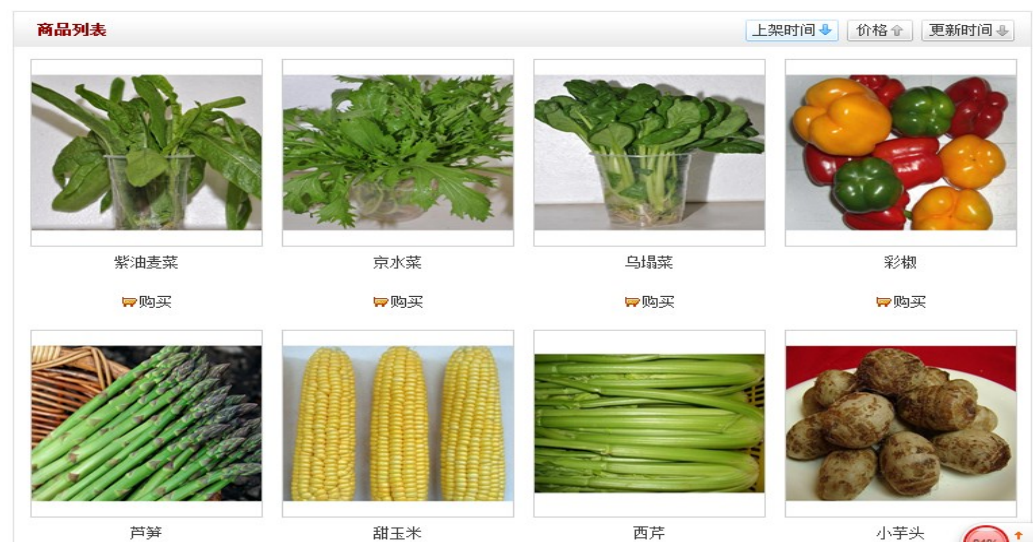 商品列表
上架时间
价格
更新时间
紫油麦菜
京水菜
乌塌菜
彩椒
购买
购买
购买
购买
芦笋
甜玉米
西芹
小芋头